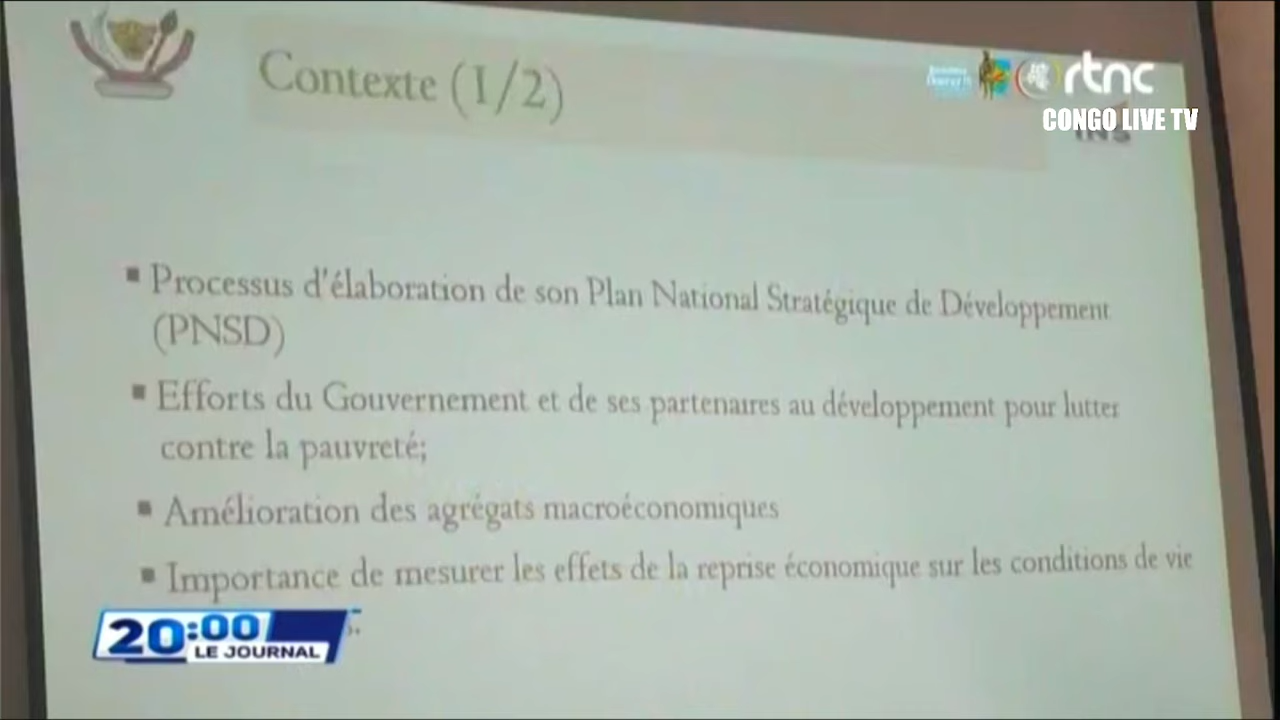 Contexte (1/2)
rtnc
CONGO LIVE TV
INS
▪ Processus d'élaboration de son Plan National Stratégique de Développement
(PNSD)
▪ Efforts du Gouvernement et de ses partenaires au développement pour lutter
contre la pauvreté;
▪ Amélioration des agrégats macroéconomiques
▪ Importance de mesurer les effets de la reprise économique sur les conditions de vie
20:00
LE JOURNAL